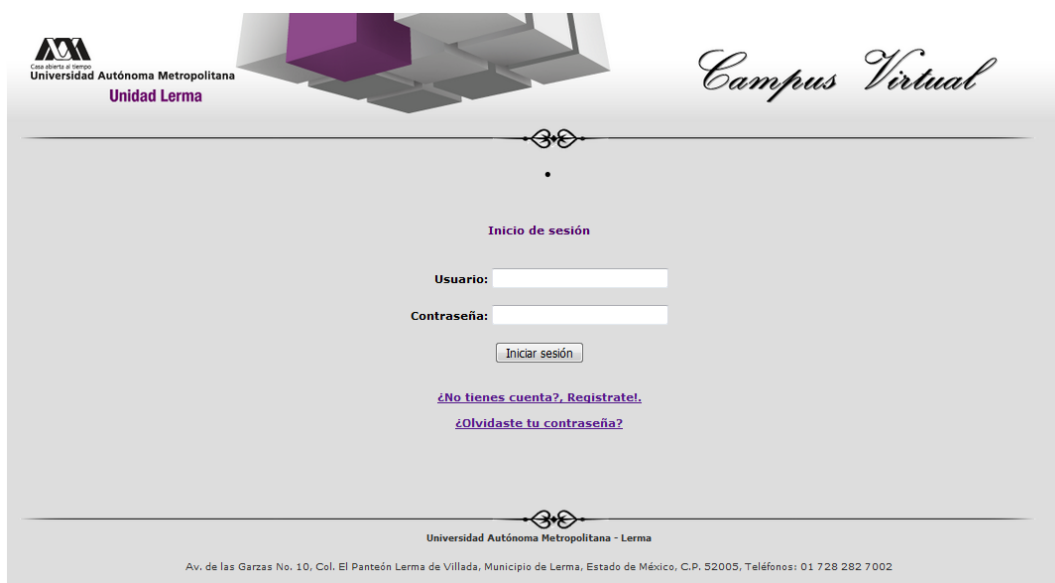 Casa abierta al tiempo
Universidad Autónoma Metropolitana
Unidad Lerma
Campus Virtual
Inicio de sesión
Usuario:
Contraseña:
Iniciar sesión
¿No tienes cuenta?, Registrate!.
¿Olvidaste tu contraseña?
Universidad Autónoma Metropolitana - Lerma
Av. de las Garzas No. 10, Col. El Panteón Lerma de Villada, Municipio de Lerma, Estado de México, C.P. 52005, Teléfonos: 01 728 282 7002